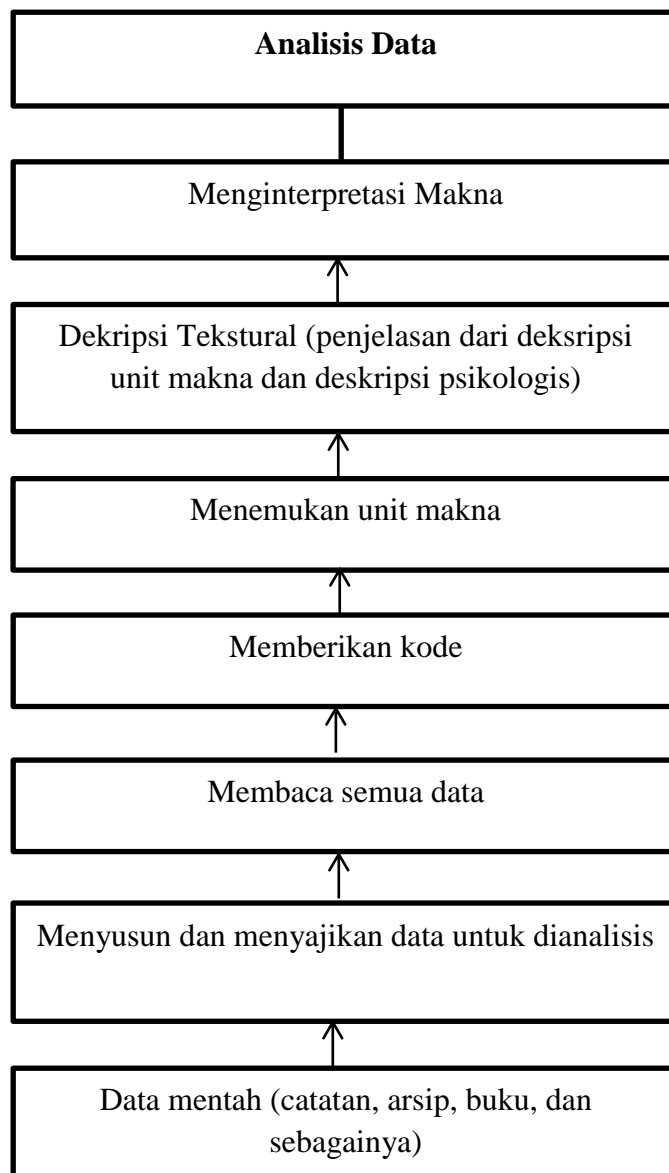 Analisis Data
Menginterpretasi Makna
Dekripsi Tekstural (penjelasan dari deksripsi
unit makna dan deskripsi psikologis)
Menemukan unit makna
Memberikan kode
Membaca semua data
Menyusun dan menyajikan data untuk dianalisis
Data mentah (catatan, arsip, buku, dan
sebagainya)